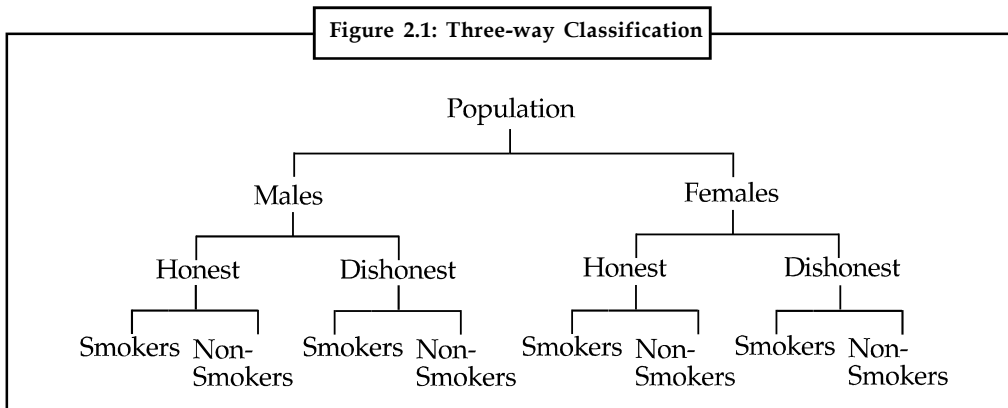 Figure 2.1: Three-way Classification
Population
Males
Females
Honest
Dishonest
Honest
Dishonest
Smokers
Non-
Smokers
Smokers
Non-
Smokers
Smokers
Non-
Smokers
Smokers
Non-
Smokers